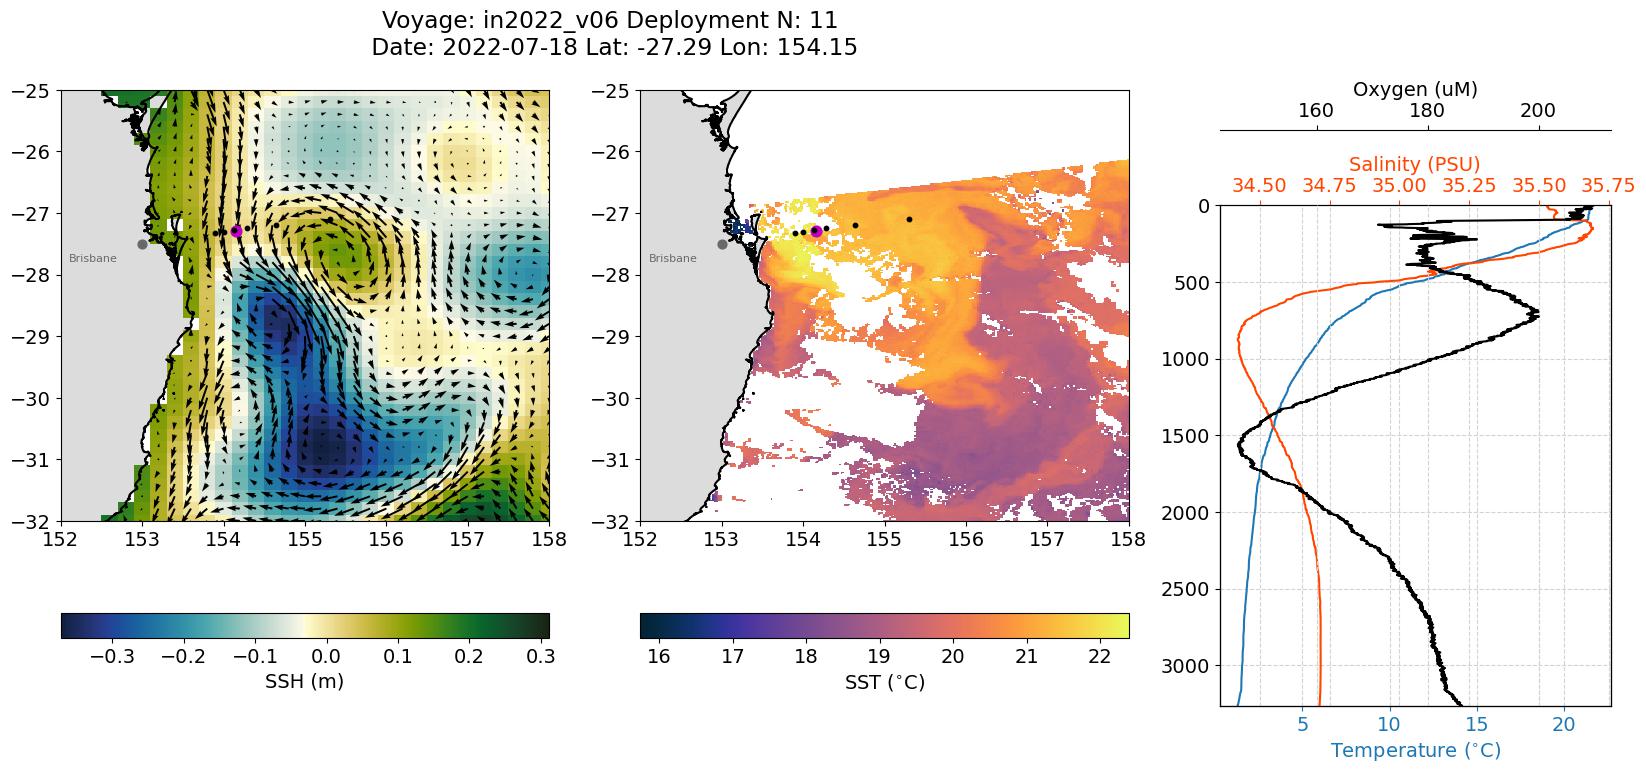 Voyage: in2022_v06 Deployment N: 11
Date: 2022-07-18 Lat: -27.29 Lon: 154.15
−25
−26
−27
−28
−29
−30
−31
−32
152 153 154 155 156 157 158
Brisbane
−0.3 −0.2 −0.1 0.0 0.1 0.2 0.3
SSH (m)
−25
−26
−27
−28
−29
−30
−31
−32
152 153 154 155 156 157 158
Brisbane
16 17 18 19 20 21 22
SST (°C)
Oxygen (uM)
160 180 200
Salinity (PSU)
34.50 34.75 35.00 35.25 35.50 35.75
0
500
1000
1500
2000
2500
3000
5 10 15 20
Temperature (°C)